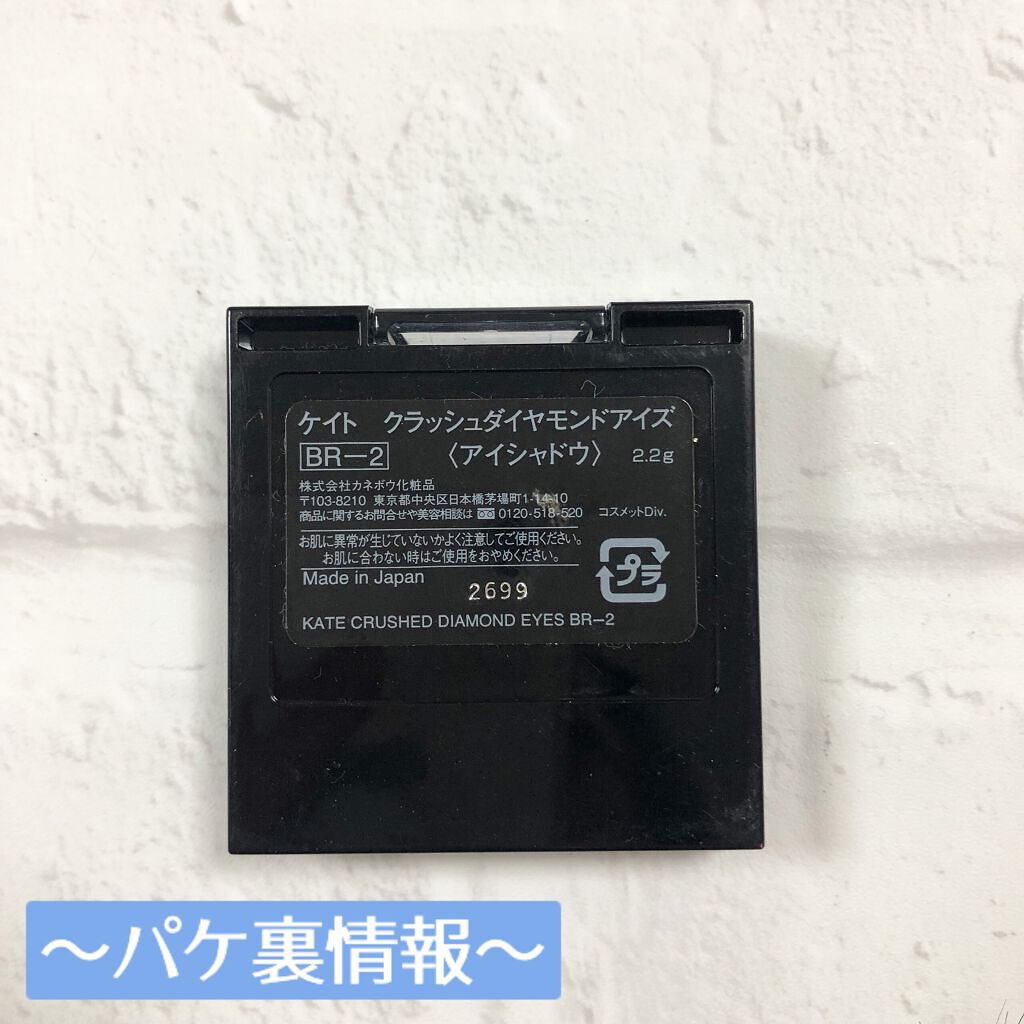 ケイト クラッシュダイヤモンドアイズ
BR-2 〈アイシャドウ〉 2.2g
株式会社カネボウ化粧品
〒103-8210 東京都中央区日本橋茅場町1-14-10
商品に関するお問合せや美容相談は 0120-518-520 コスメットDiv.
お肌に異常が生じていないかよく注意してご使用ください。
お肌に合わない時はご使用をおやめください。
プラ
Made in Japan
2699
KATE CRUSHED DIAMOND EYES BR-2
～パケ裏情報～